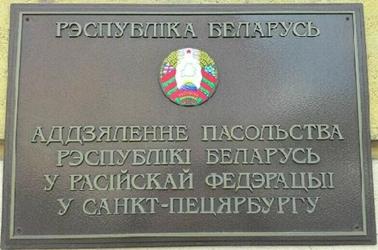 РЭСПУБЛІКА БЕЛАРУСЬ
АДДЗЯЛЕННЕ ПАСОЛЬСТВА
РЭСПУБЛІКІ БЕЛАРУСЬ
У РАСІЙСКАЙ ФЕДЭРАЦЫІ
У САНКТ-ПЕЦЯРБУРГУ